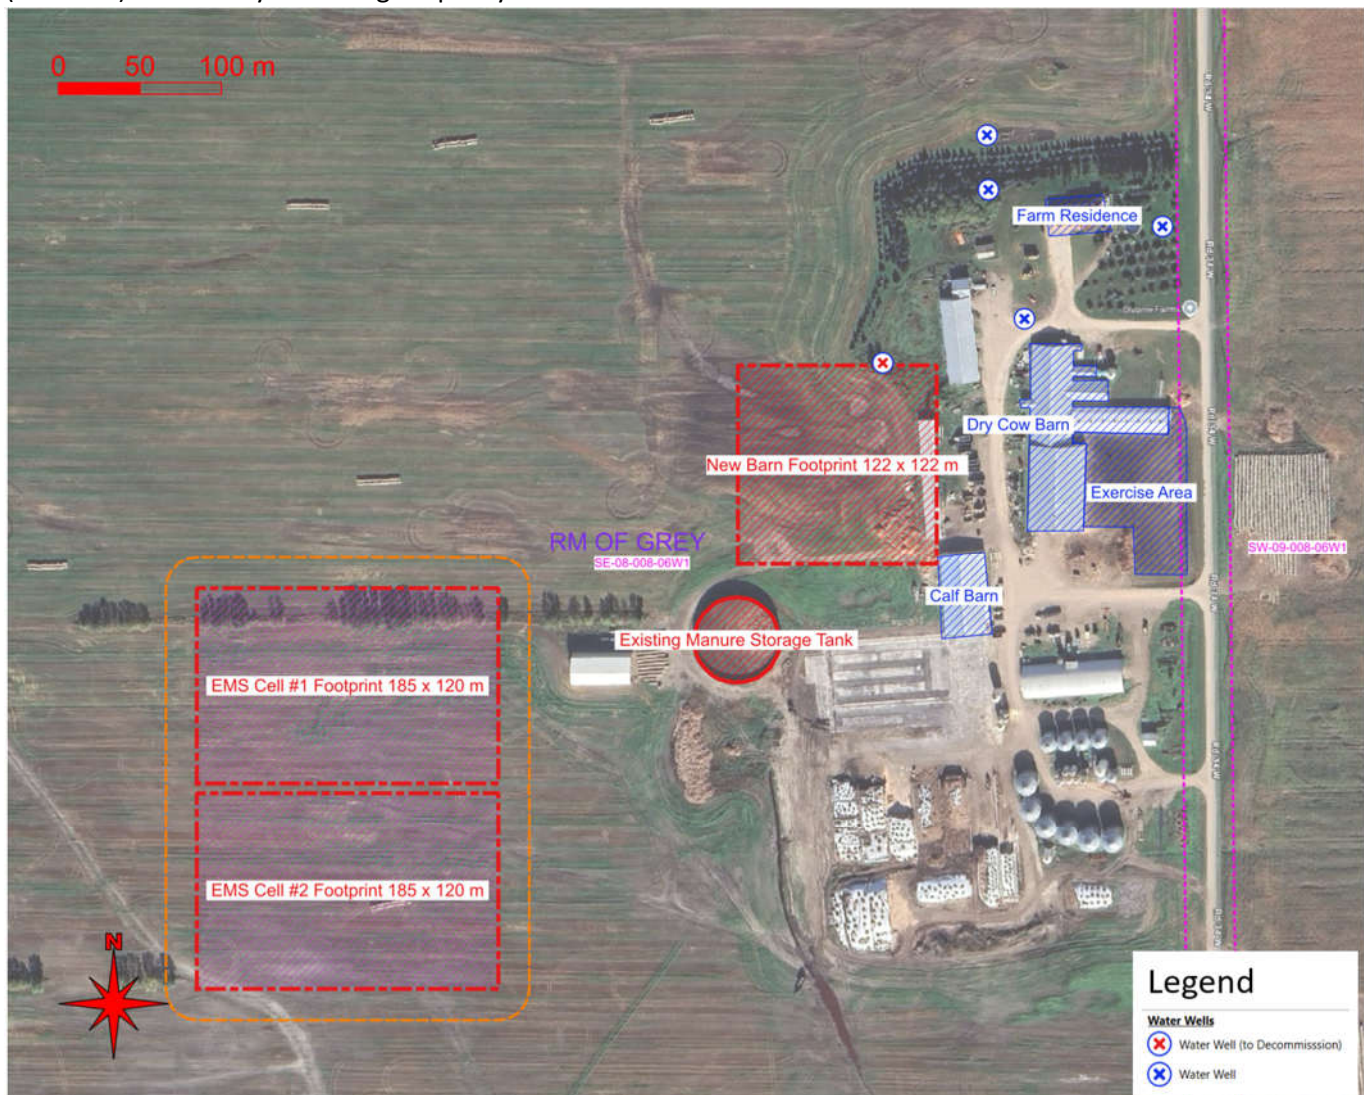 0 50 100 m
Farm Residence
Dry Cow Barn
New Barn Footprint 122 x 122 m
Exercise Area
RM OF GREY
SE-08-008-06W1
SW-09-008-06W1
Calf Barn
Existing Manure Storage Tank
EMS Cell #1 Footprint 185 x 120 m
EMS Cell #2 Footprint 185 x 120 m
N
Legend
Water Wells
Water Well (to Decommisssion)
Water Well